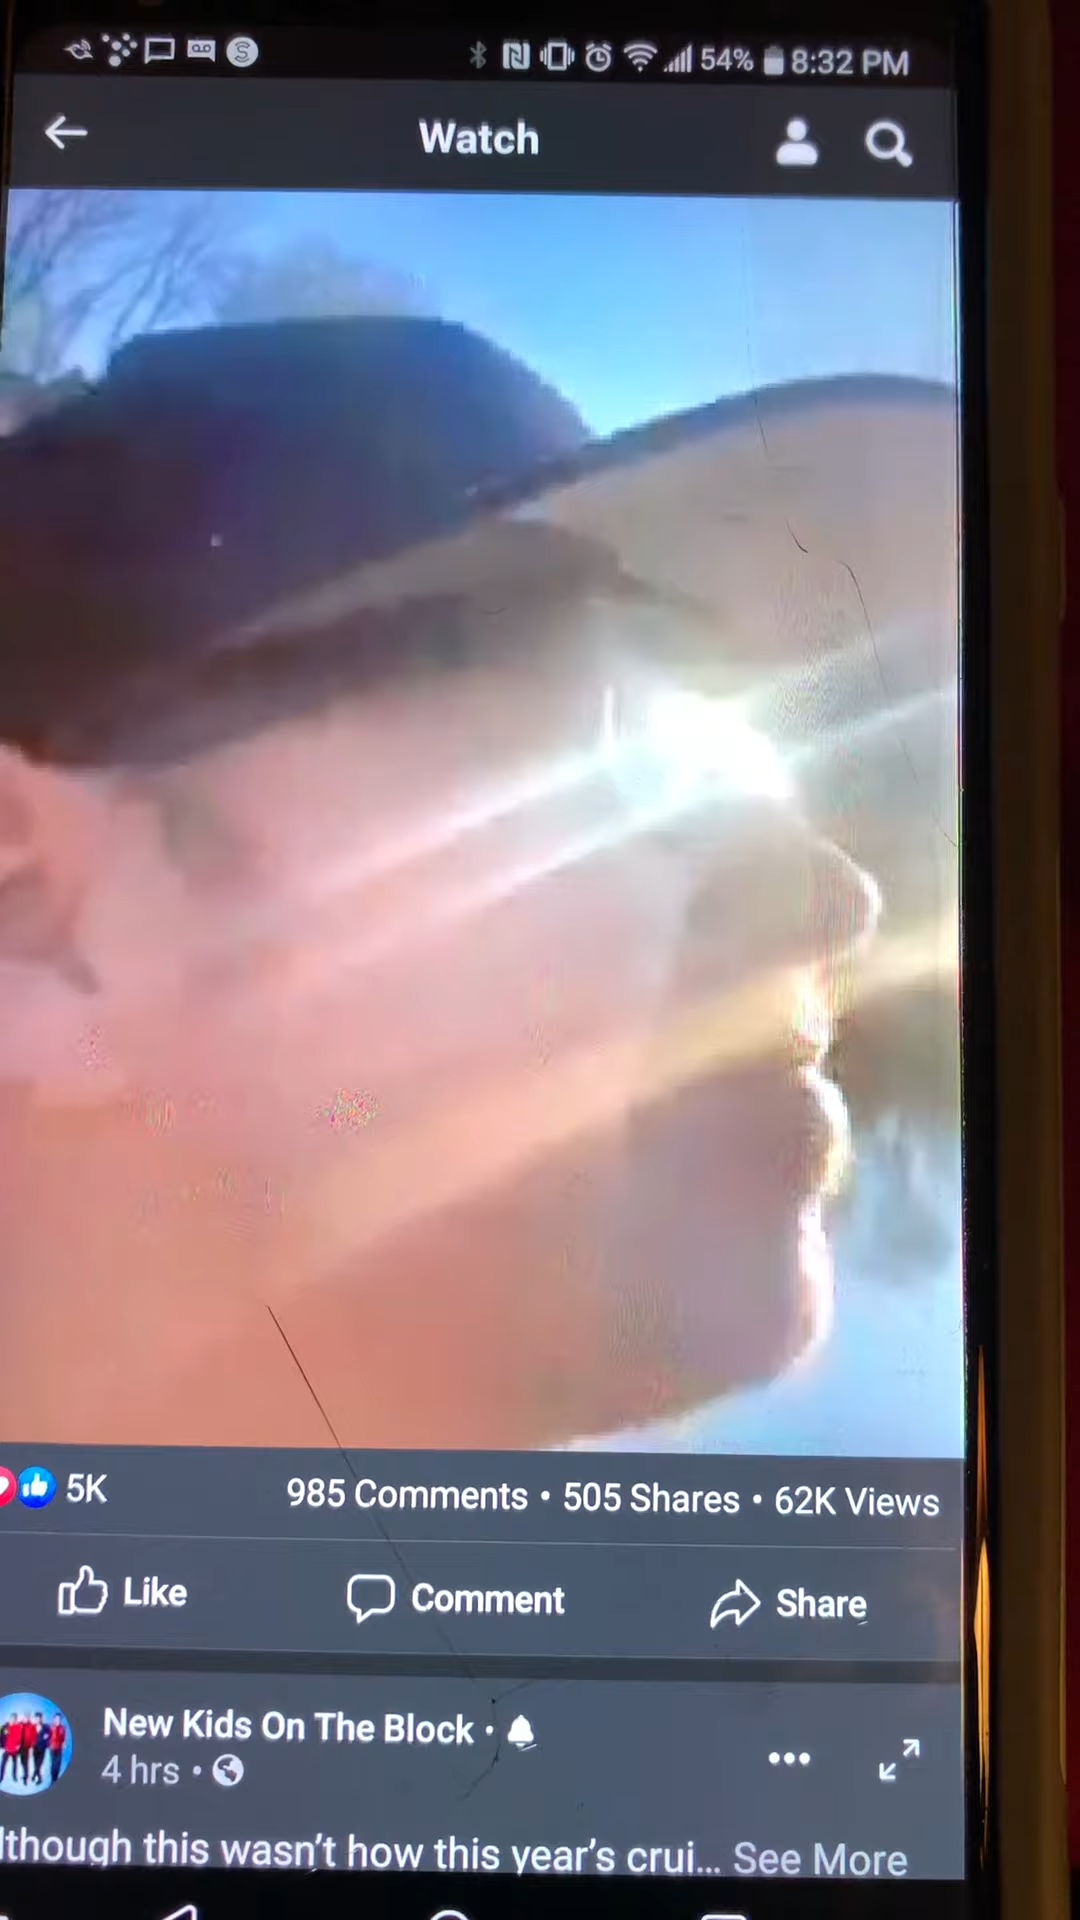 54% 8:32 PM
Watch
5K 985 Comments • 505 Shares • 62K Views
Like Comment Share
New Kids On The Block •
4 hrs •
lthough this wasn't how this year's crui... See More